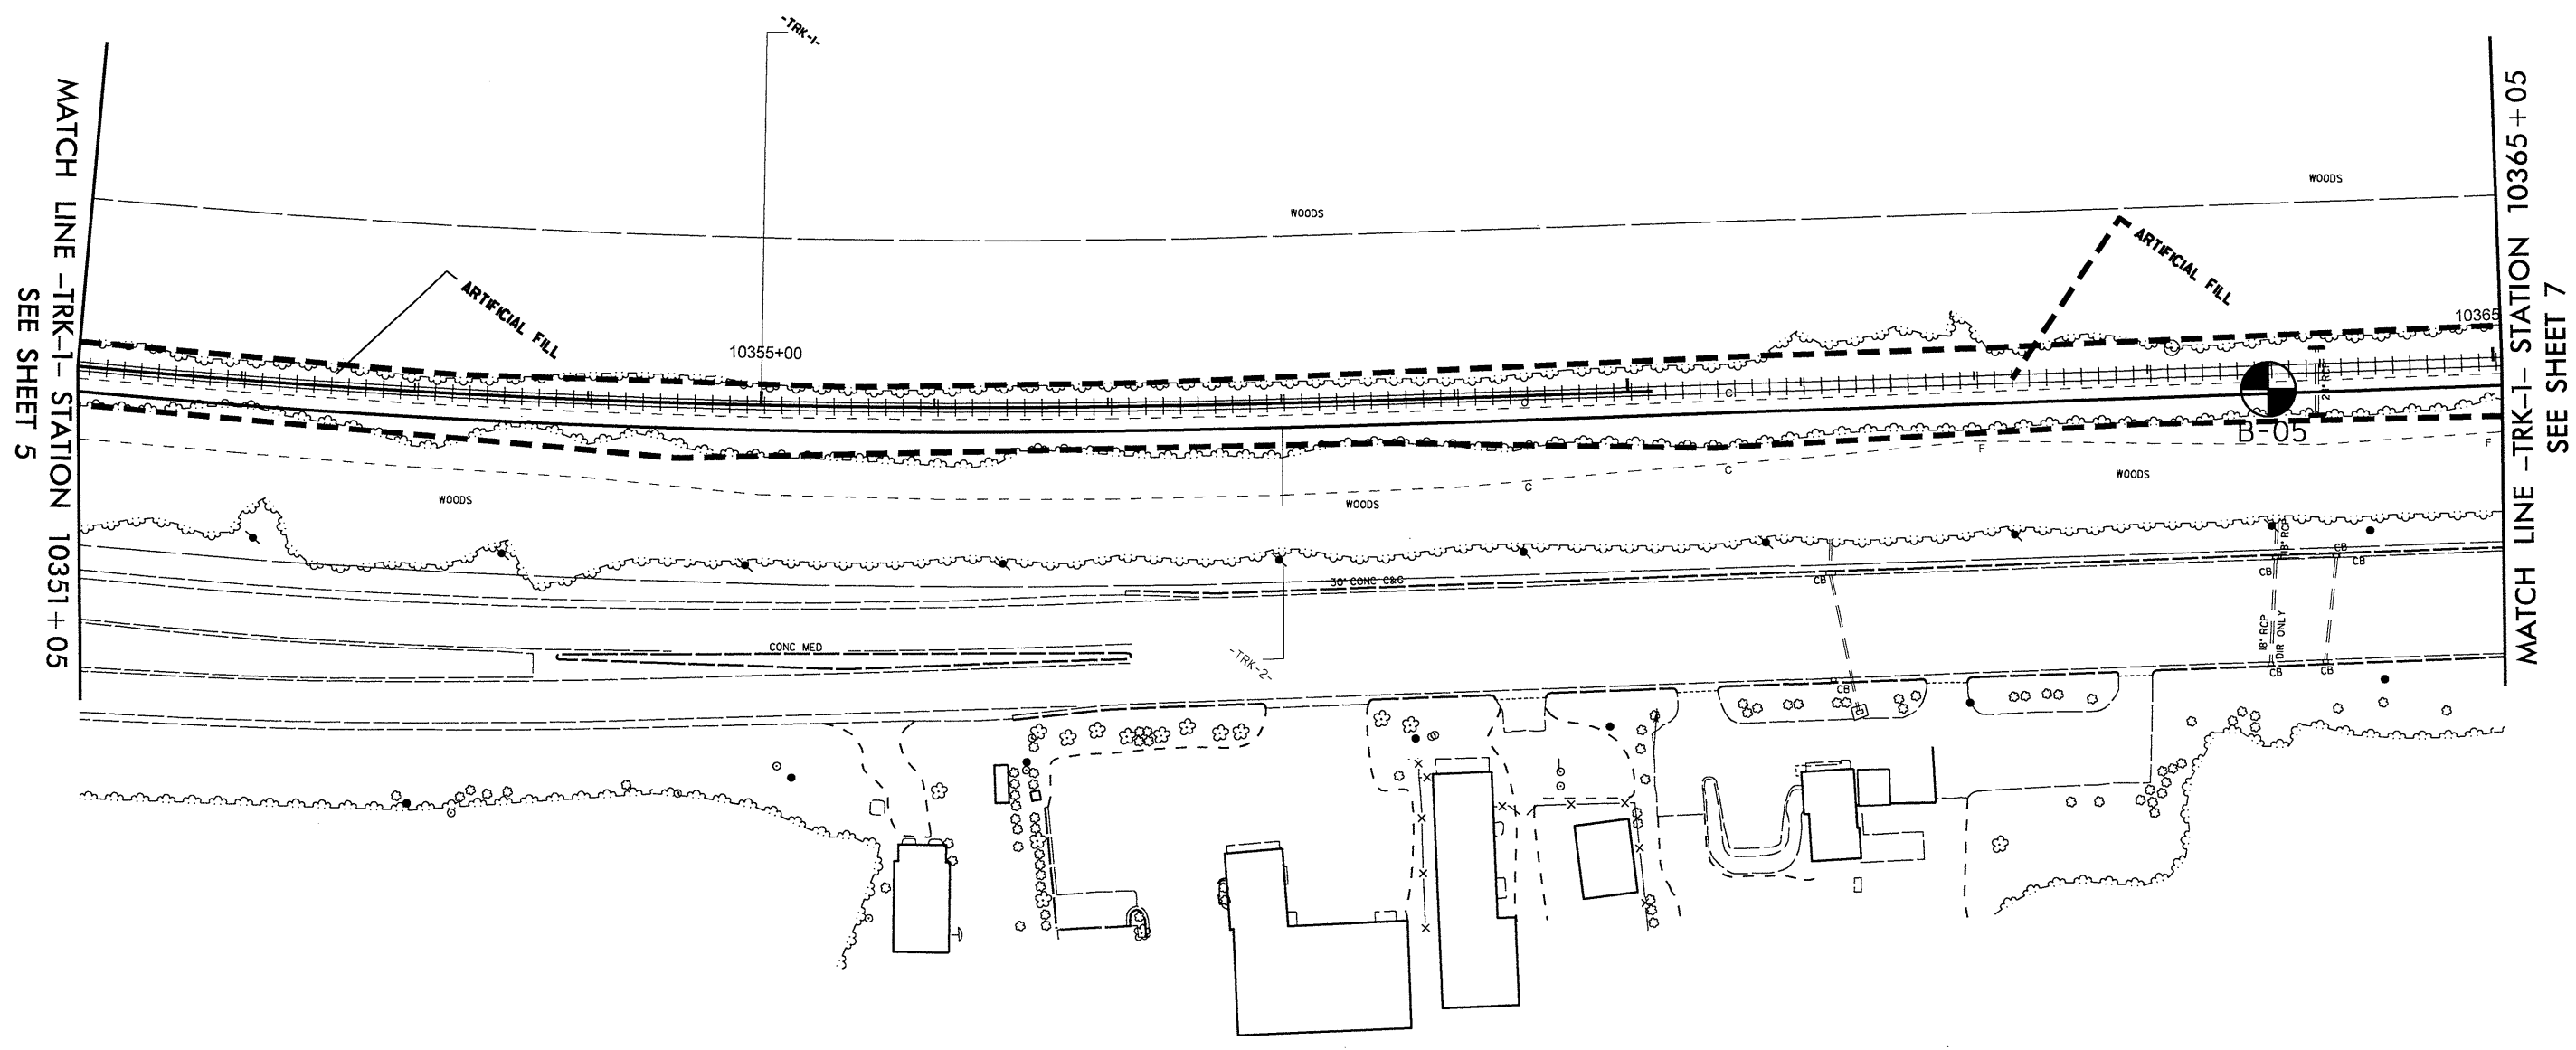 MATCH LINE -TRK-1- STATION 10351+05
SEE SHEET 5
-TRK-1-
WOODS
WOODS
ARTIFICIAL FILL
ARTIFICIAL FILL
10355+00
10365
C
C
B-05
C
C
F
F
WOODS
WOODS
WOODS
18" RCP
CB
CB
CB
CB
30" CONC C&G
18" RCP
DIR ONLY
CONC MED
-TRK-2-
CB
CB
CB
MATCH LINE -TRK-1- STATION 10365+05
SEE SHEET 7